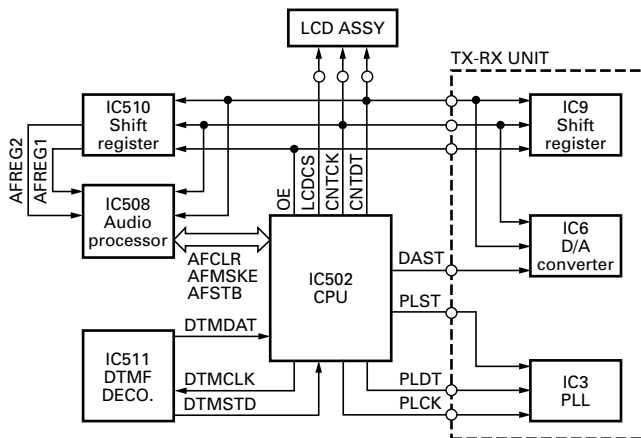 LCD ASSY
TX-RX UNIT
IC510
Shift
register
IC9
Shift
register
AFREG2
AFREG1
OE
LCDCS
CNTCK
CNTDT
IC508
Audio
processor
IC6
D/A
converter
AFCLR
AFMSKE
AFSTB
IC502
CPU
DAST
PLST
DTMDAT
IC511
DTMF
DECO.
DTMCLK
DTMSTD
PLDT
PLCK
IC3
PLL